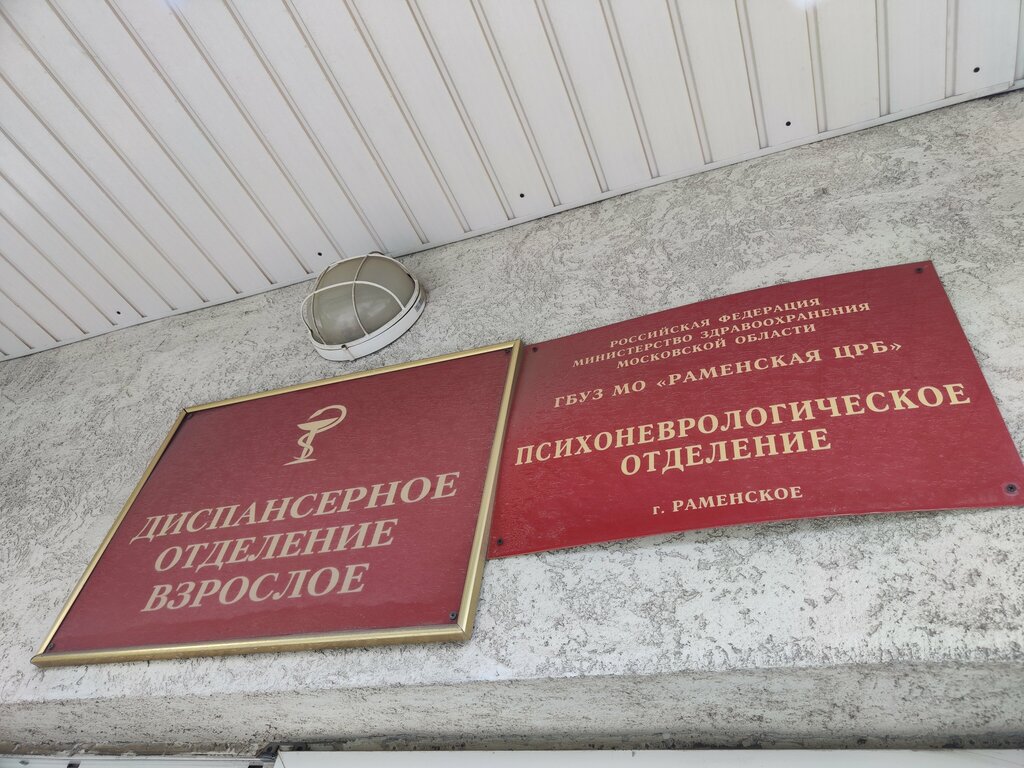 ДИСПАНСЕРНОЕ
ОТДЕЛЕНИЕ
ВЗРОСЛОЕ
РОССИЙСКАЯ ФЕДЕРАЦИЯ
МИНИСТЕРСТВО ЗДРАВООХРАНЕНИЯ
МОСКОВСКОЙ ОБЛАСТИ
ГБУЗ МО «РАМЕНСКАЯ ЦРБ»
ПСИХОНЕВРОЛОГИЧЕСКОЕ
ОТДЕЛЕНИЕ
г. РАМЕНСКОЕ